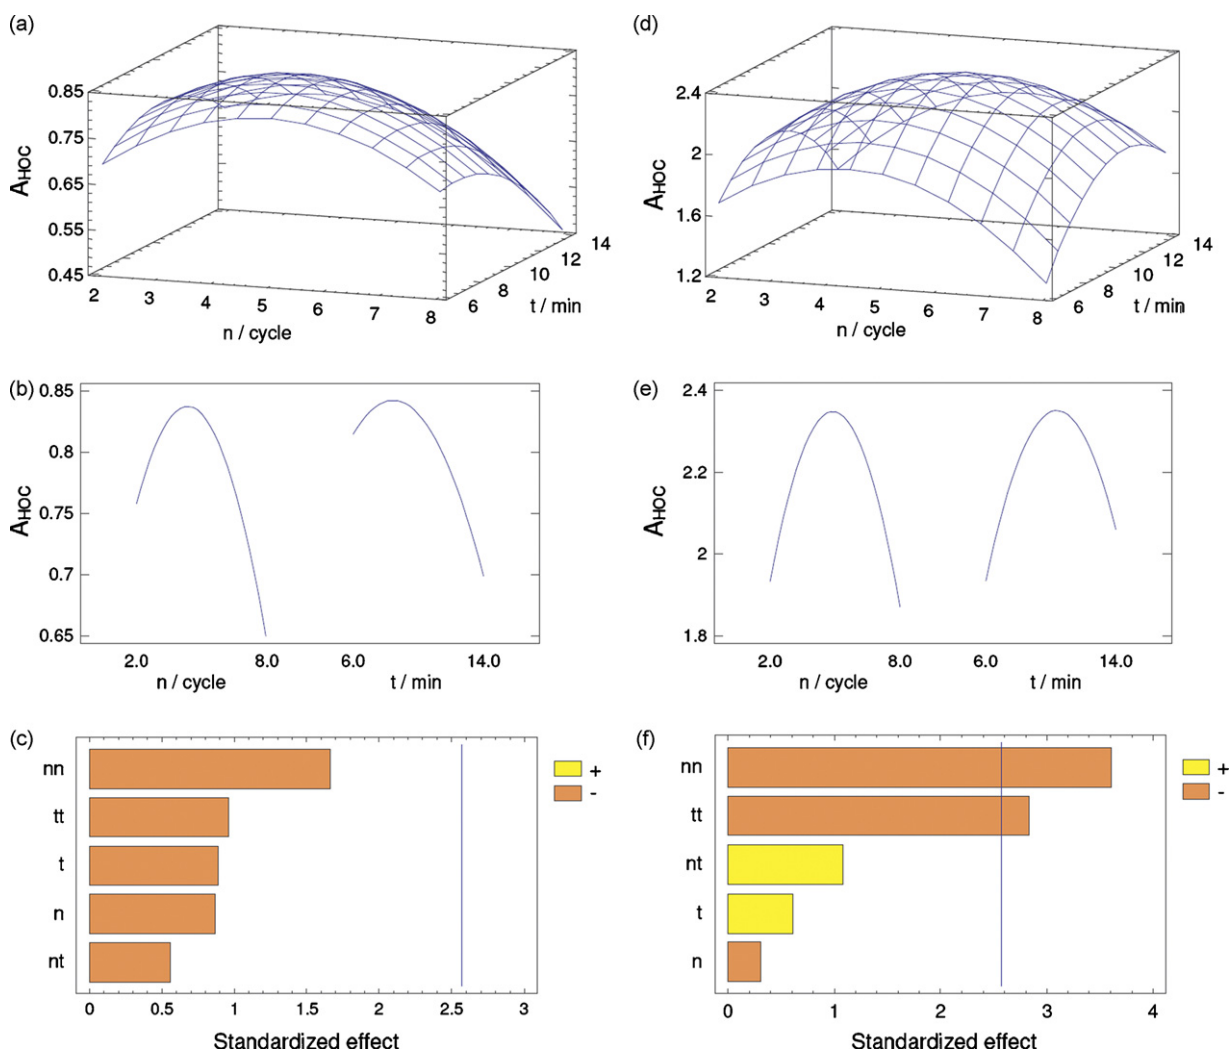 (a)
A HOC
0.85
0.75
0.65
0.55
0.45
2
3
4
5
6
7
8
n / cycle
6
8
10
12
14
t / min
(d)
A HOC
2.4
2
1.6
1.2
2
3
4
5
6
7
8
n / cycle
6
8
10
12
14
t / min
(b)
A HOC
0.85
0.8
0.75
0.7
0.65
2.0 8.0 6.0 14.0
n / cycle t / min
(e)
A HOC
2.4
2.2
2
1.8
2.0 8.0 6.0 14.0
n / cycle t / min
(c)
nn
tt
t
n
nt
0 0.5 1 1.5 2 2.5 3
Standardized effect
+
-
(f)
nn
tt
nt
t
n
0 1 2 3 4
Standardized effect
+
-